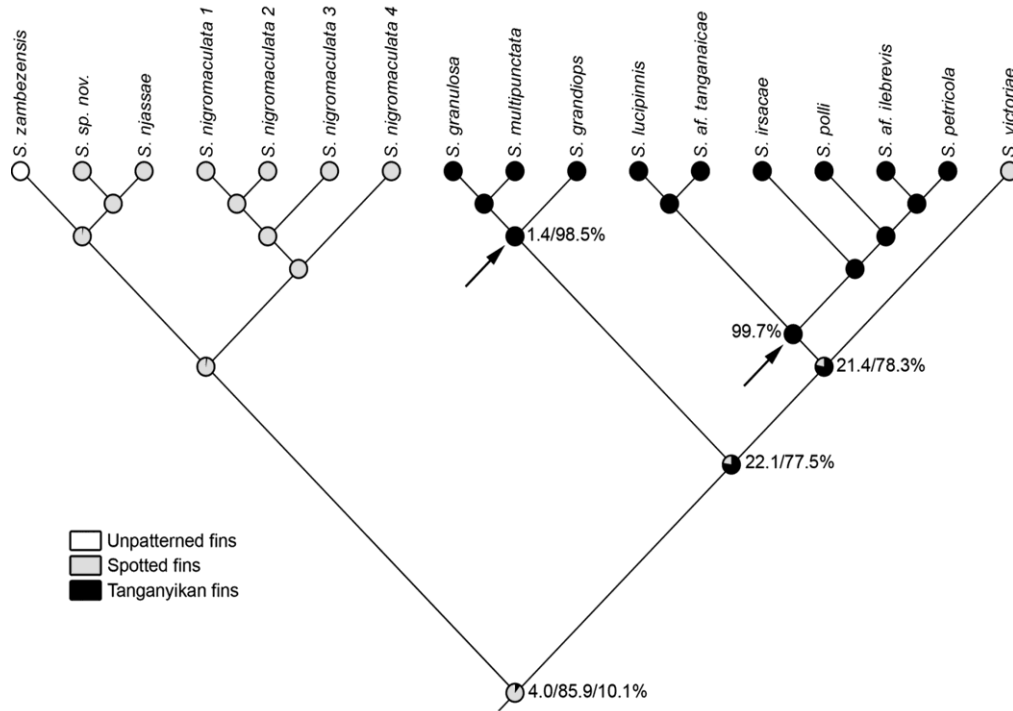 S. zambezensis
S. sp. nov.
S. njassae
S. nigromaculata 1
S. nigromaculata 2
S. nigromaculata 3
S. nigromaculata 4
S. granulosa
S. multipunctata
S. grandiops
S. lucipinnis
S. af. tanganaicae
S. irsacae
S. polli
S. af. ilebrevis
S. petricola
S. victoriae
1.4/98.5%
99.7%
21.4/78.3%
22.1/77.5%
Unpatterned fins
Spotted fins
Tanganyikan fins
4.0/85.9/10.1%